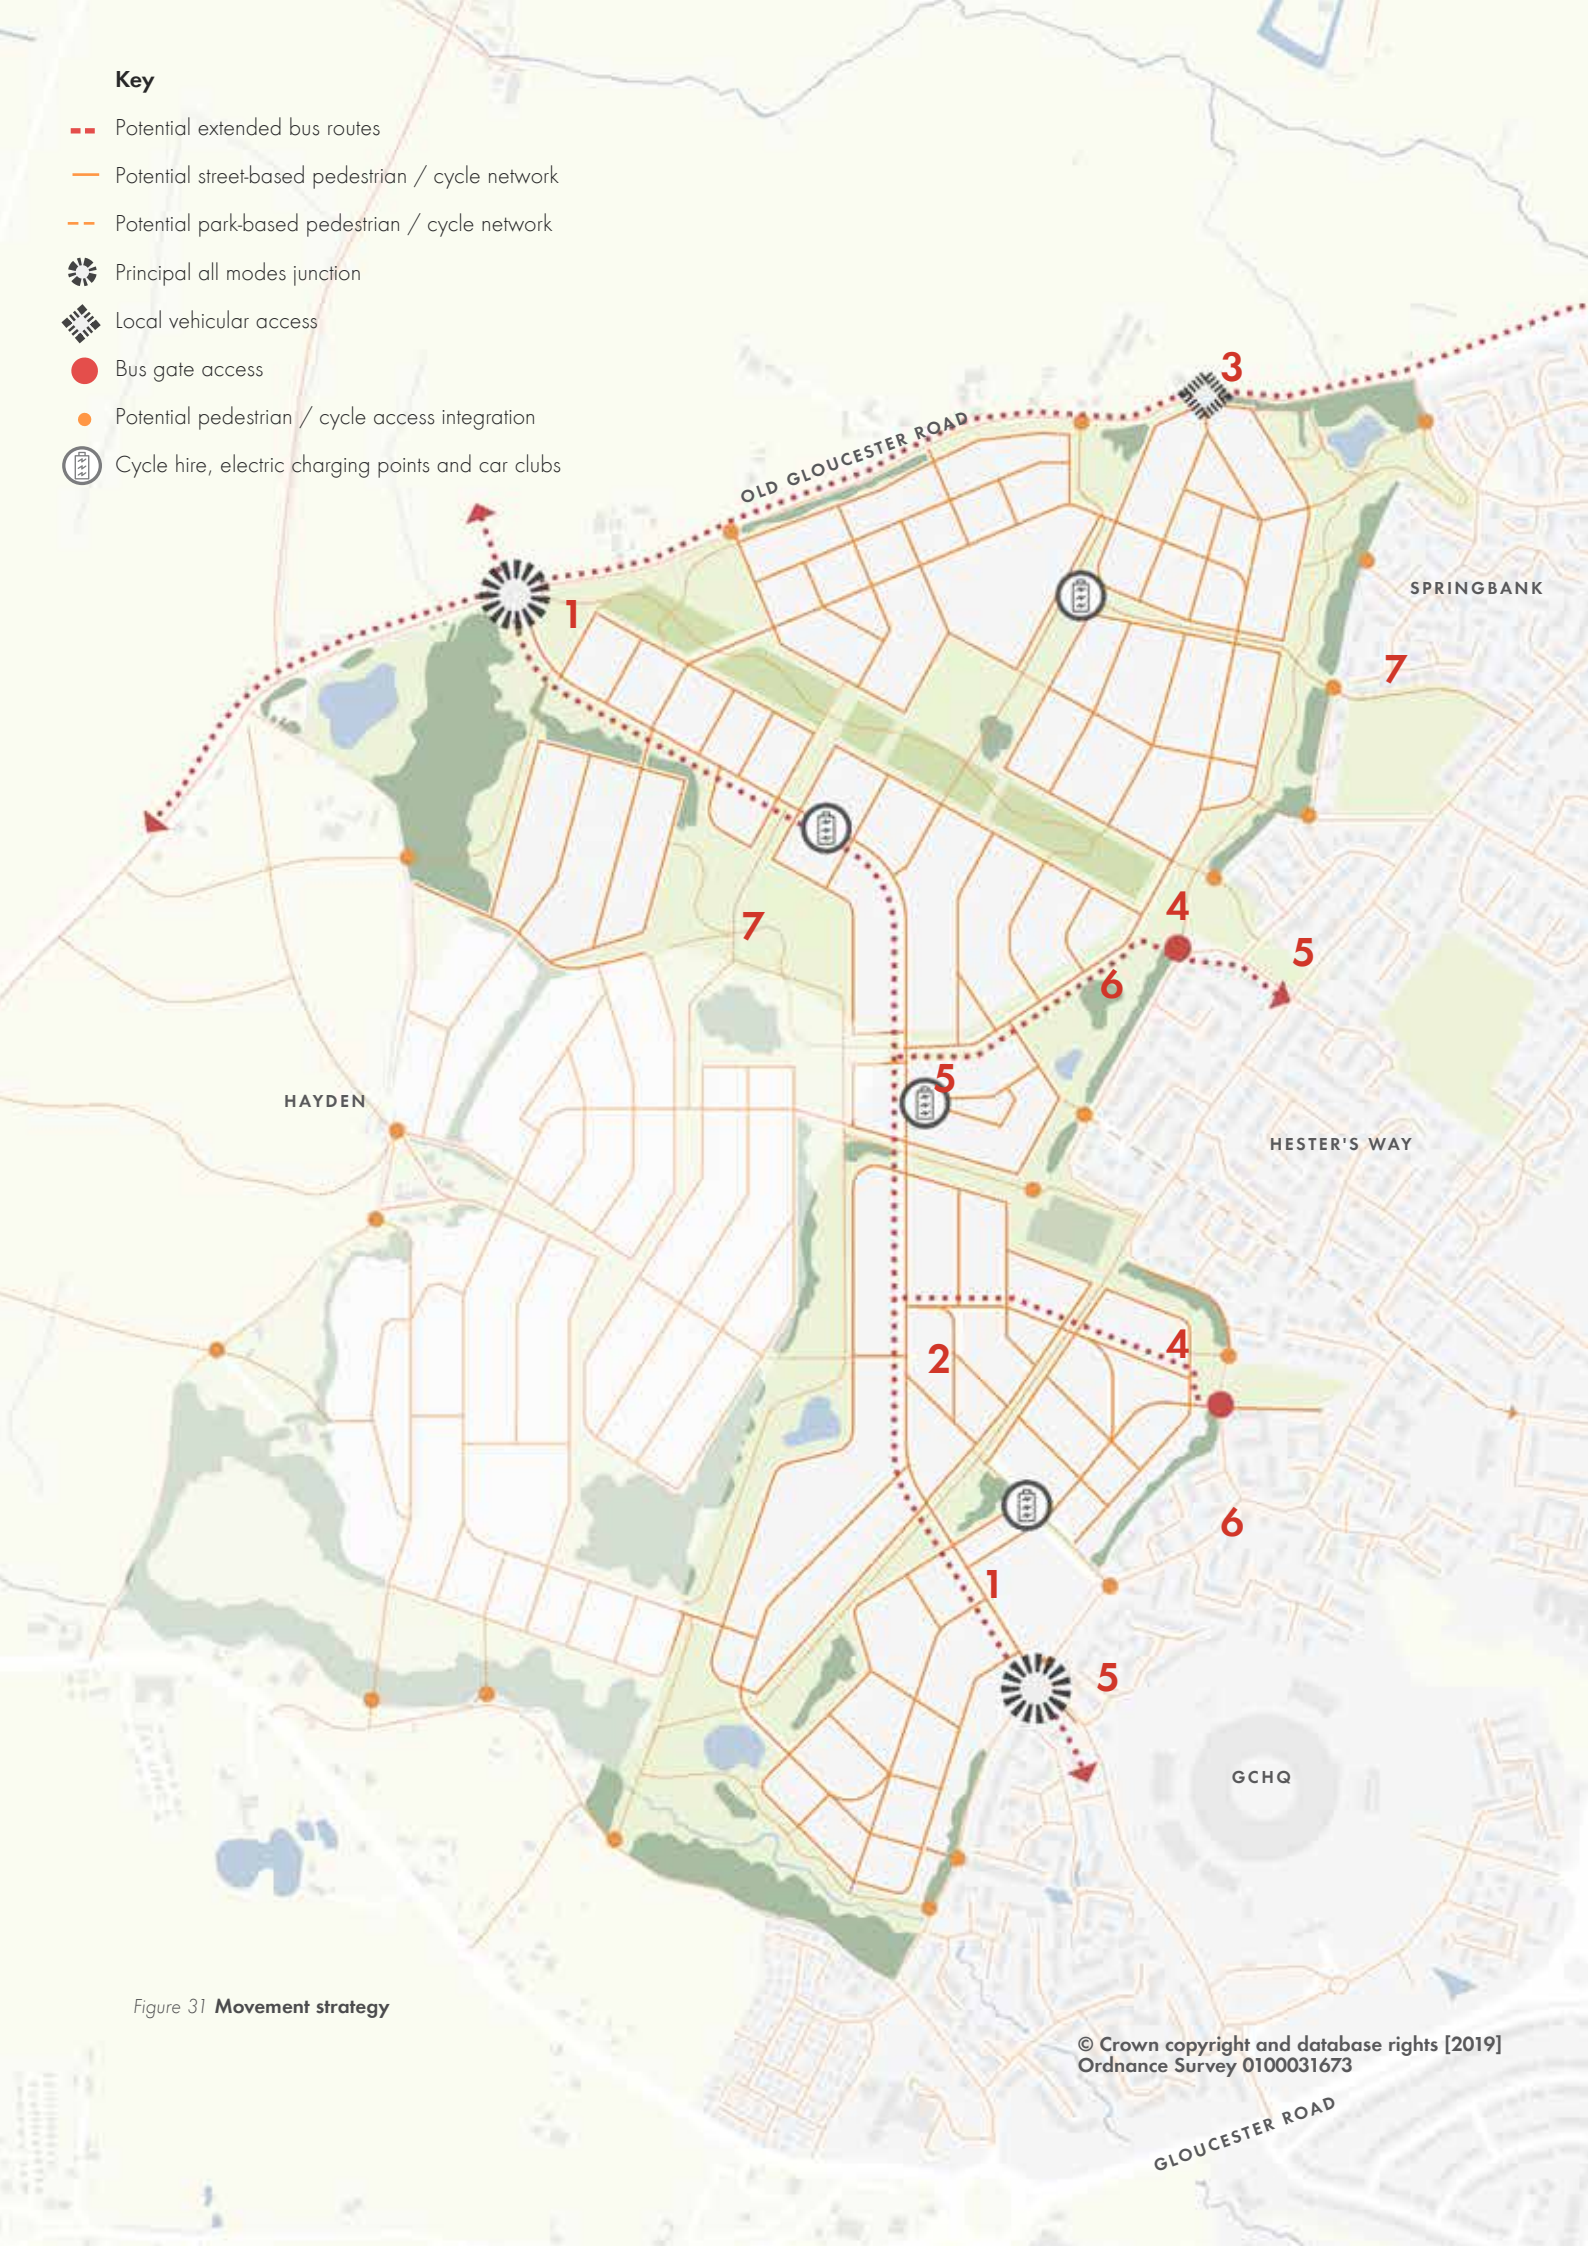 Key
Potential extended bus routes
Potential street-based pedestrian / cycle network
Potential park-based pedestrian / cycle network
Principal all modes junction
Local vehicular access
Bus gate access
Potential pedestrian / cycle access integration
Cycle hire, electric charging points and car clubs
3
OLD GLOUCESTER ROAD
SPRINGBANK
1
7
4
7
5
6
5
HAYDEN
HESTER'S WAY
4
2
6
1
5
GCHQ
Figure 31 Movement strategy
© Crown copyright and database rights [2019]
Ordnance Survey 0100031673
GLOUCESTER ROAD